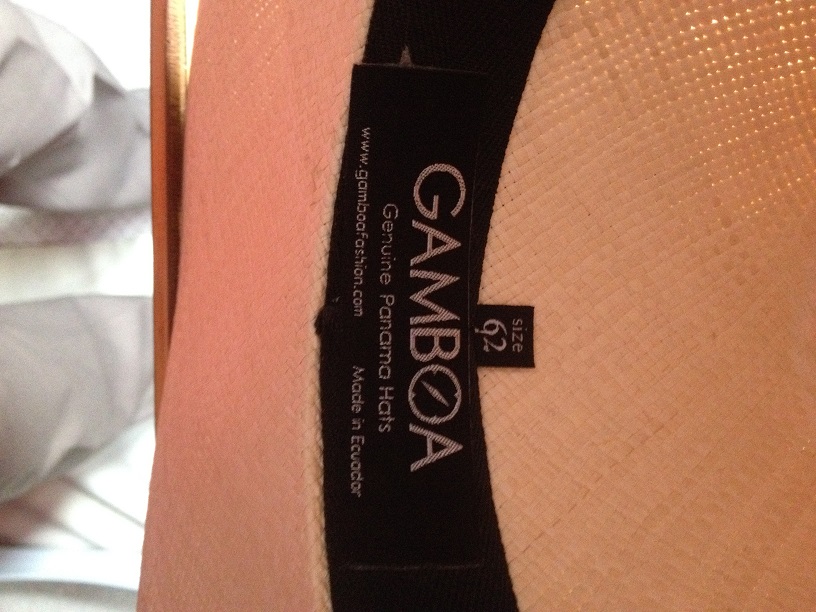 size
62
GAMBOA
Genuine Panama Hats
www.gamboafashion.com Made in Ecuador